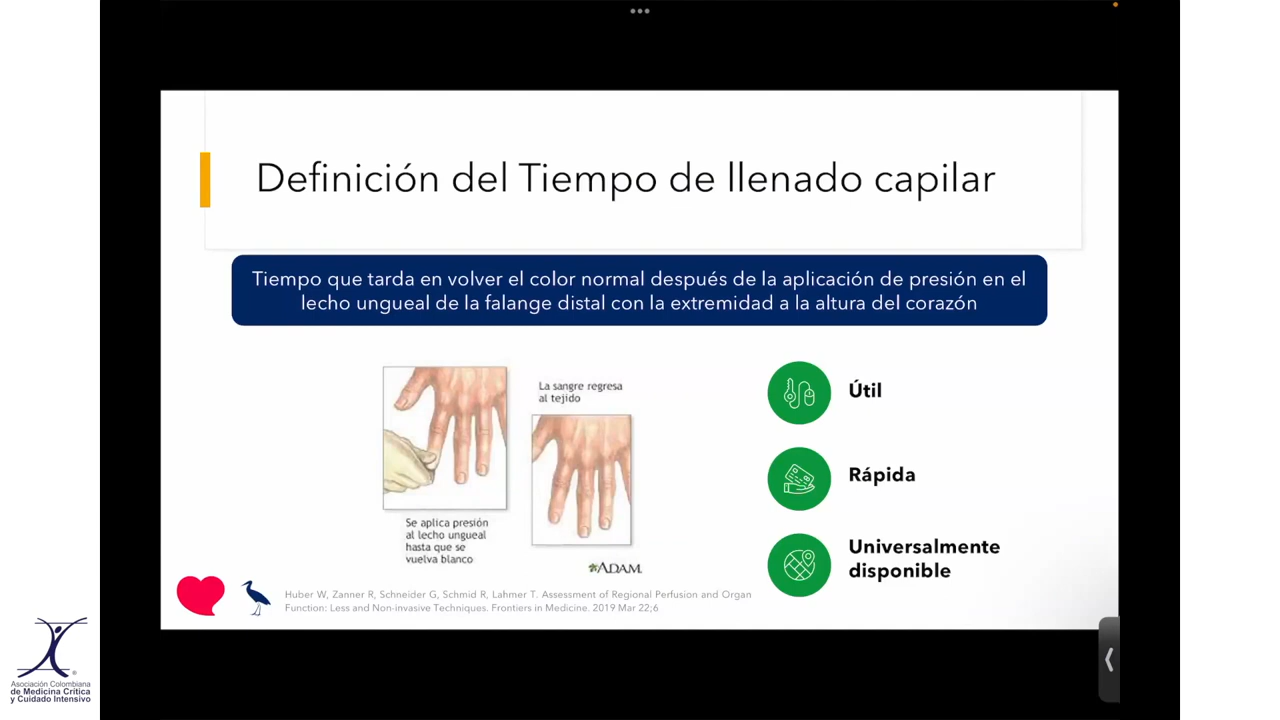 Definición del Tiempo de llenado capilar
Tiempo que tarda en volver el color normal después de la aplicación de presión en el
lecho ungueal de la falange distal con la extremidad a la altura del corazón
La sangre regresa
al tejido
Se aplica presión
al lecho ungueal
hasta que se
vuelva blanco
ADAM.
Útil
Rápida
Universalmente
disponible
Huber W, Zanner R, Schneider G, Schmid R, Lahmer T. Assessment of Regional Perfusion and Organ
Function: Less and Non-invasive Techniques. Frontiers in Medicine. 2019 Mar 22;6
®
Asociación Colombiana
de Medicina Crítica
y Cuidado Intensivo